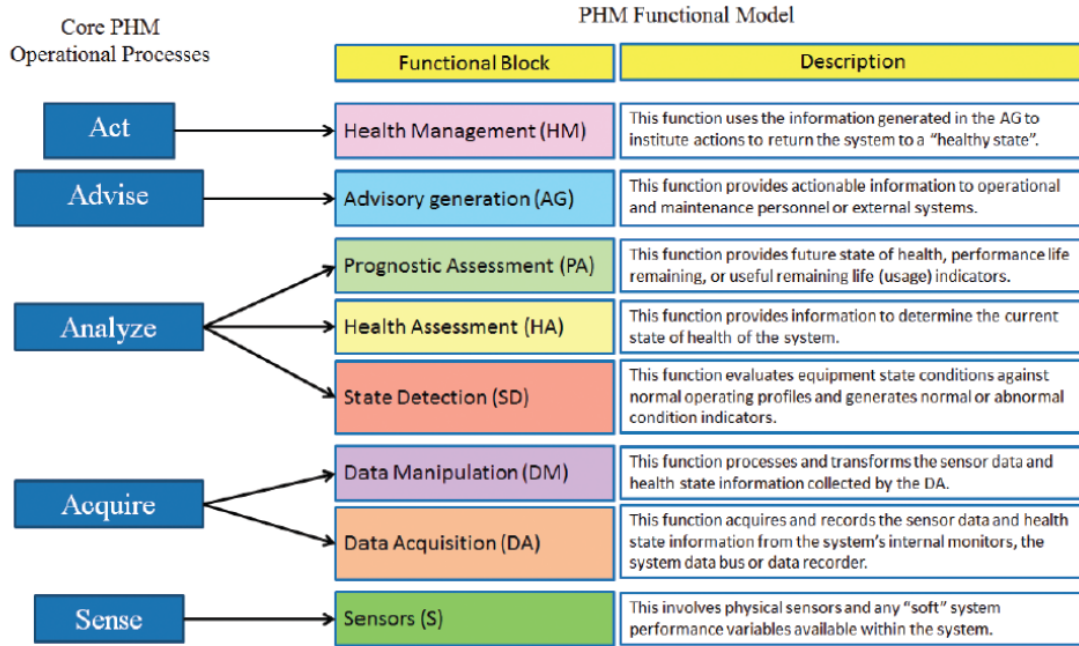 PHM Functional Model
Core PHM
Operational Processes
Functional Block
Description
Act
Health Management (HM)
This function uses the information generated in the AG to
institute actions to return the system to a “healthy state”.
Advise
Advisory generation (AG)
This function provides actionable information to operational
and maintenance personnel or external systems.
Analyze
Prognostic Assessment (PA)
This function provides future state of health, performance life
remaining, or useful remaining life (usage) indicators.
Health Assessment (HA)
This function provides information to determine the current
state of health of the system.
State Detection (SD)
This function evaluates equipment state conditions against
normal operating profiles and generates normal or abnormal
condition indicators.
Acquire
Data Manipulation (DM)
This function processes and transforms the sensor data and
health state information collected by the DA.
Data Acquisition (DA)
This function acquires and records the sensor data and health
state information from the system’s internal monitors, the
system data bus or data recorder.
Sense
Sensors (S)
This involves physical sensors and any “soft” system
performance variables available within the system.